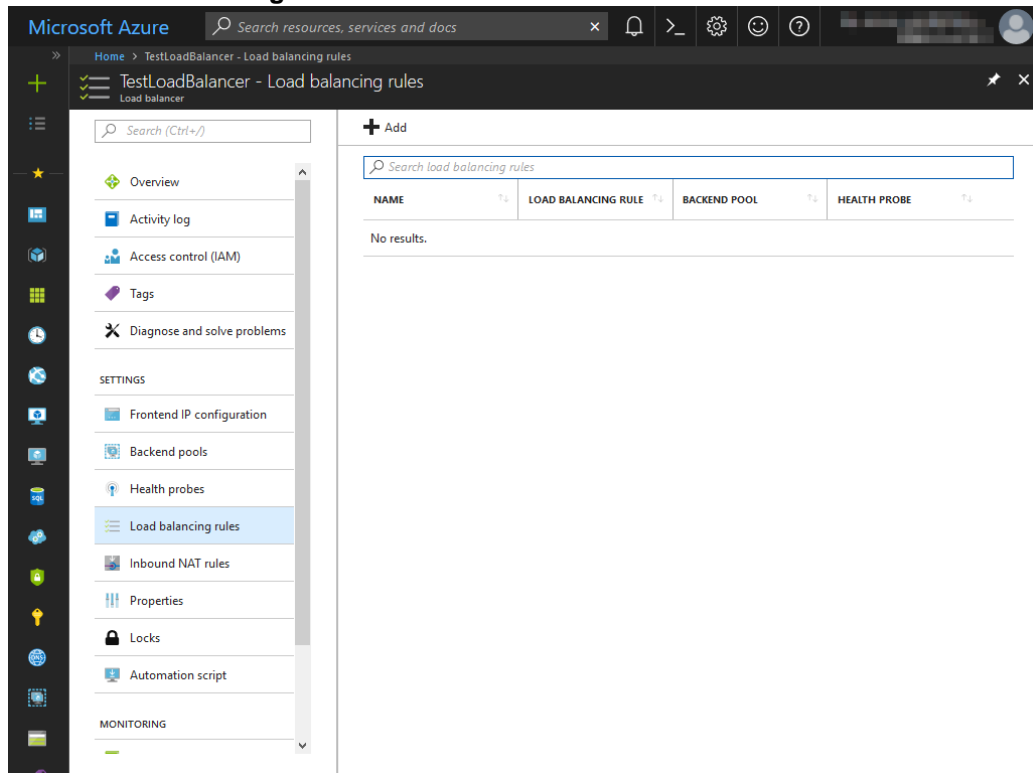 Microsoft Azure
Search resources, services and docs
Home > TestLoadBalancer - Load balancing rules
TestLoadBalancer - Load balancing rules
Load balancer
Search (Ctrl+/)
Overview
Activity log
Access control (IAM)
Tags
Diagnose and solve problems
SETTINGS
Frontend IP configuration
Backend pools
Health probes
Load balancing rules
Inbound NAT rules
Properties
Locks
Automation script
MONITORING
Add
Search load balancing rules
NAME LOAD BALANCING RULE BACKEND POOL HEALTH PROBE
No results.
SQL
DNS